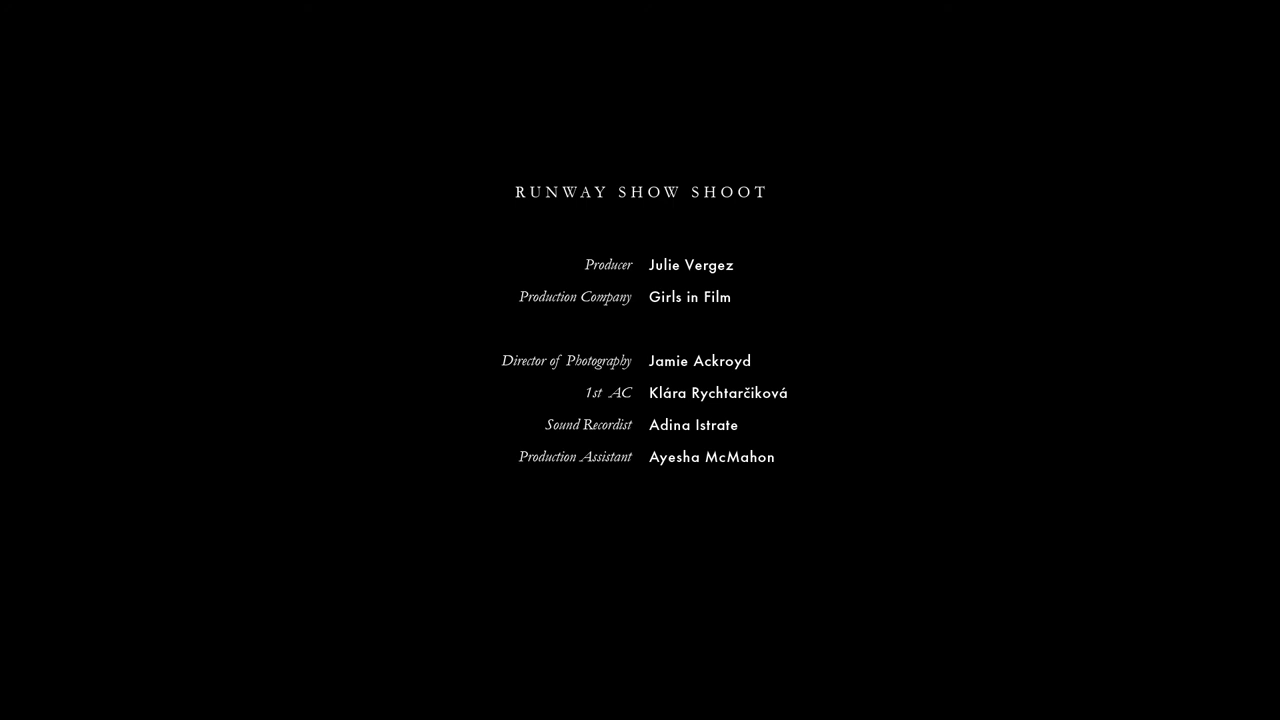 RUNWAY SHOW SHOOT
Producer Julie Vergez
Production Company Girls in Film
Director of Photography Jamie Ackroyd
1st AC Klára Rychtarčiková
Sound Recordist Adina Istrate
Production Assistant Ayesha McMahon